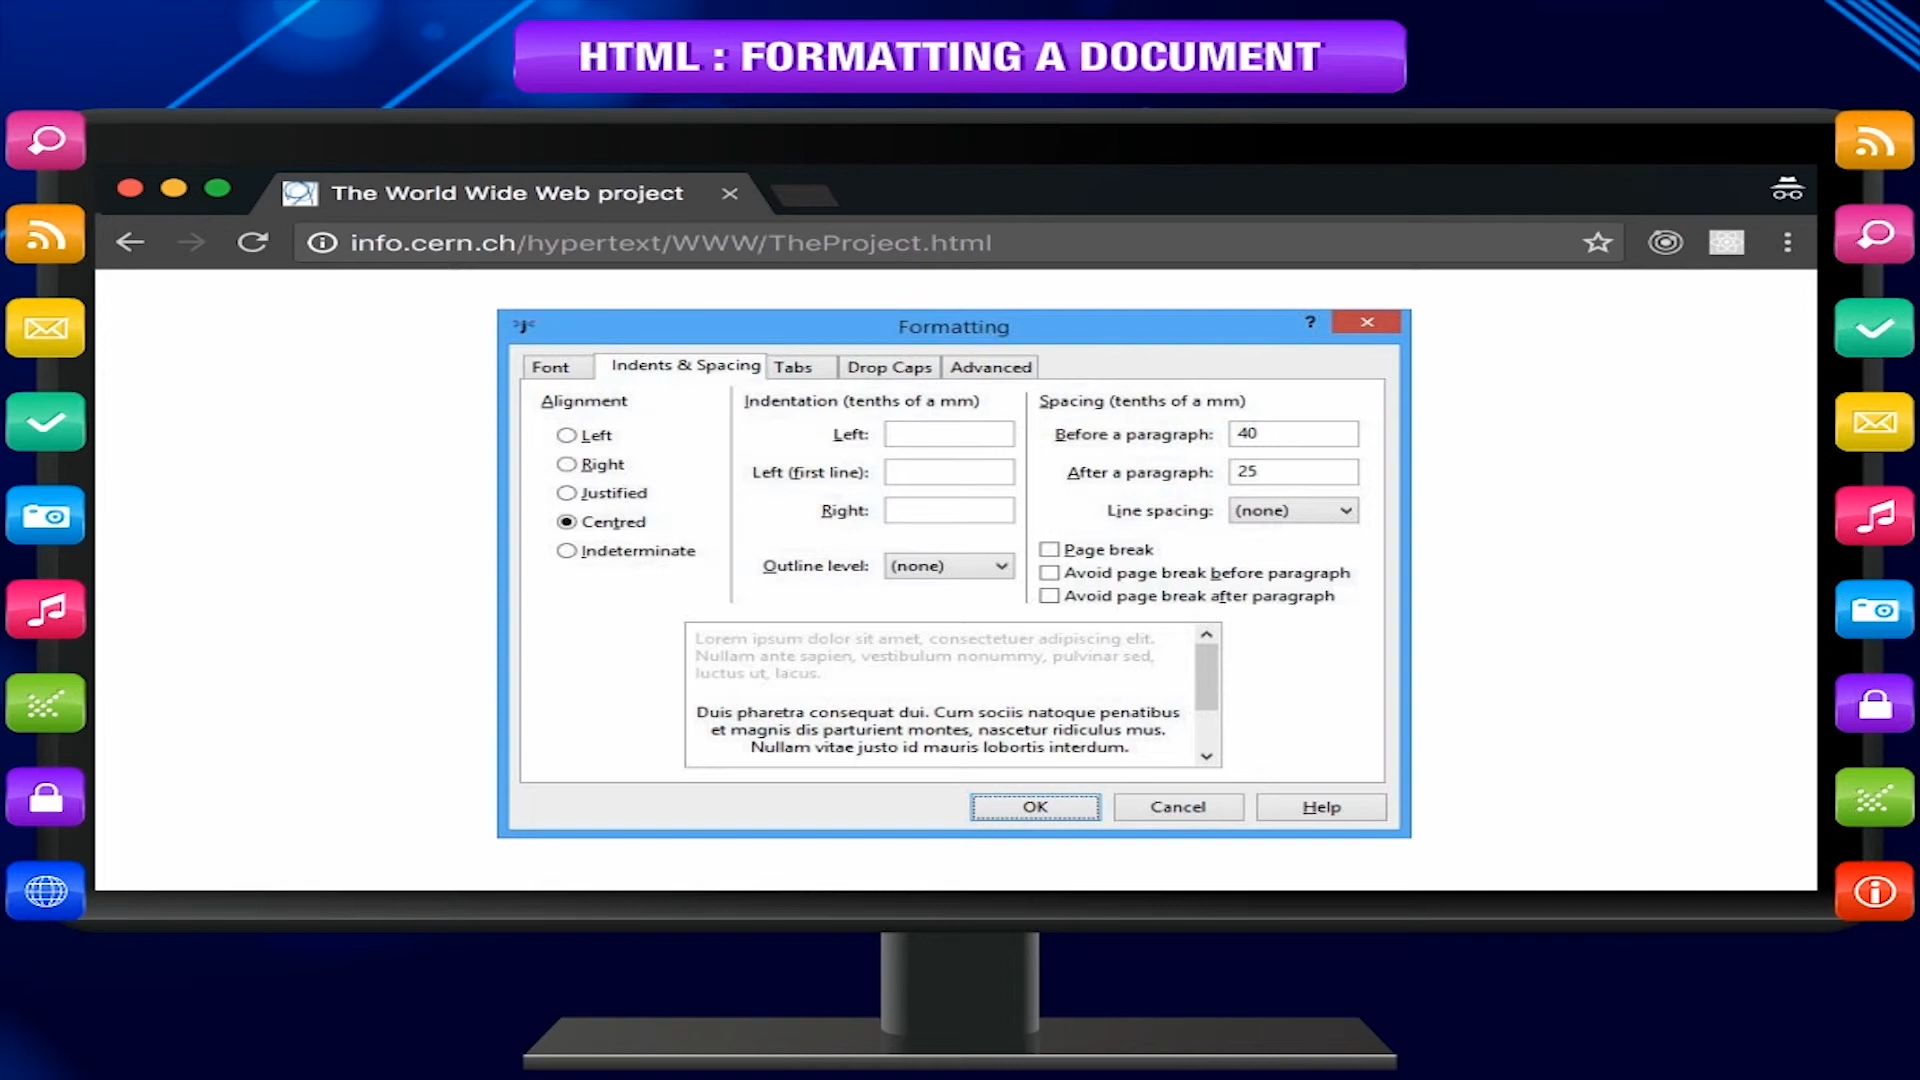 HTML : FORMATTING A DOCUMENT
The World Wide Web project
info.cern.ch/hypertext/WWW/TheProject.html
Formatting
?
Font
Indents & Spacing
Tabs
Drop Caps
Advanced
Alignment
Left
Right
Justified
Centred
Indeterminate
Indentation (tenths of a mm)
Left:
Left (first line):
Right:
Outline level: (none)
Spacing (tenths of a mm)
Before a paragraph: 40
After a paragraph: 25
Line spacing: (none)
Page break
Avoid page break before paragraph
Avoid page break after paragraph
Lorem ipsum dolor sit amet, consectetuer adipiscing elit.
Nullam ante sapien, vestibulum nonummy, pulvinar sed,
luctus ut, lacus.
Duis pharetra consequat dui. Cum sociis natoque penatibus
et magnis dis parturient montes, nascetur ridiculus mus.
Nullam vitae justo id mauris lobortis interdum.
OK
Cancel
Help